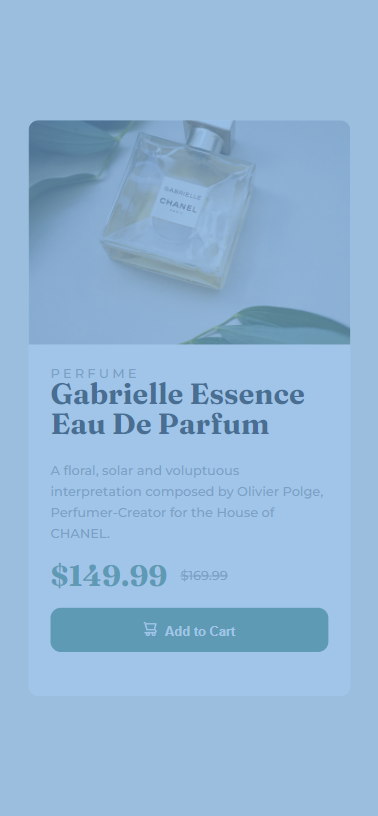 GABRIELLE
CHANEL
PARIS
PERFUME
Gabrielle Essence
Eau De Parfum
A floral, solar and voluptuous
interpretation composed by Olivier Polge,
Perfumer-Creator for the House of
CHANEL.
$149.99 $169.99
Add to Cart